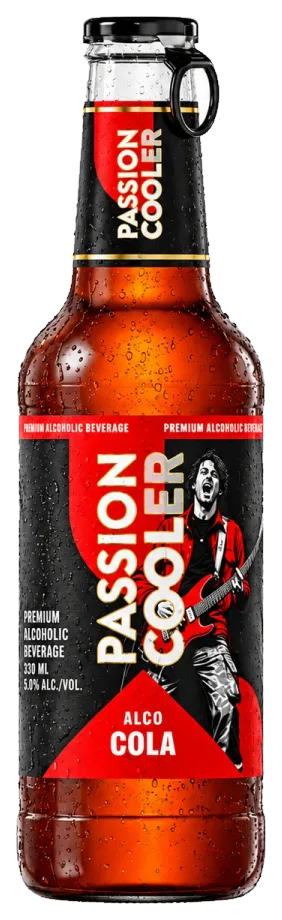 PASSION
COOLER
PREMIUM ALCOHOLIC BEVERAGE
PREMIUM ALCOHOLIC BEVERAGE
PASSION
COOLER
PREMIUM
ALCOHOLIC
BEVERAGE
330 ML
5.0% ALC./VOL.
ALCO
COLA